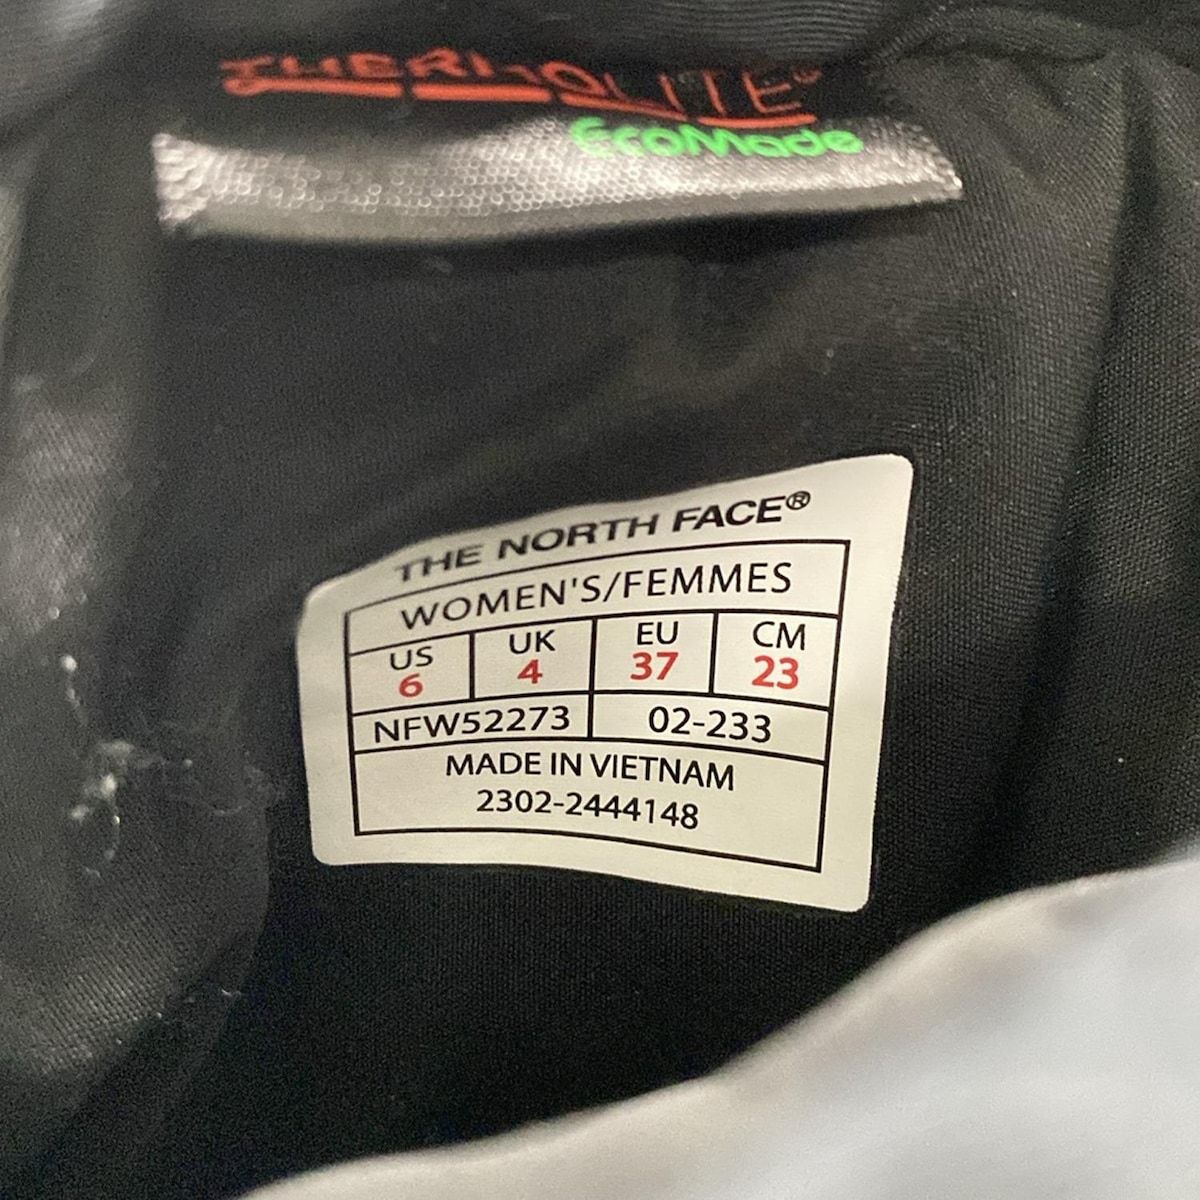 THERMOLITE®
EcoMade
THE NORTH FACE®
WOMEN'S/FEMMES
US UK EU CM
6 4 37 23
NFW52273 02-233
MADE IN VIETNAM
2302-2444148